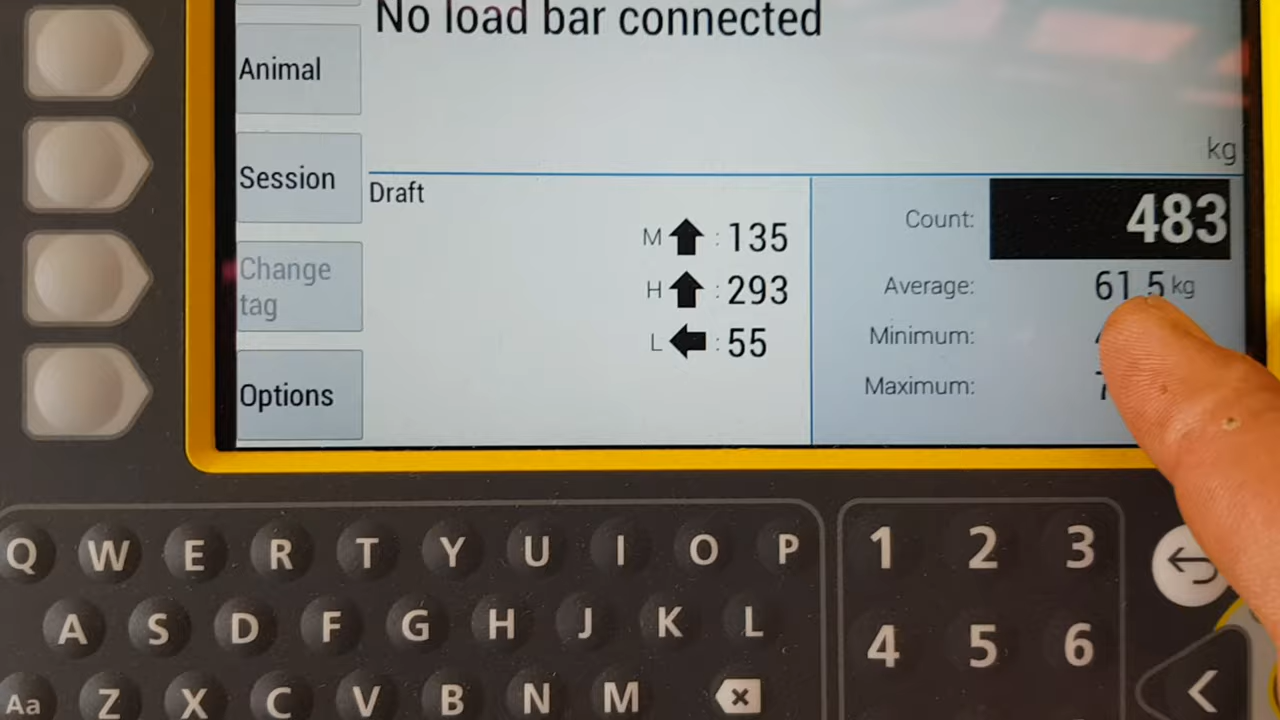 No load bar connected
Animal
kg
Session
Draft
Count: 483
M : 135
Change
tag
Average: 61.5 kg
H : 293
Minimum:
L : 55
Options
Maximum:
Q W E R T Y U I O P
1 2 3
A S D F G H J K L
4 5 6
Aa Z X C V B N M